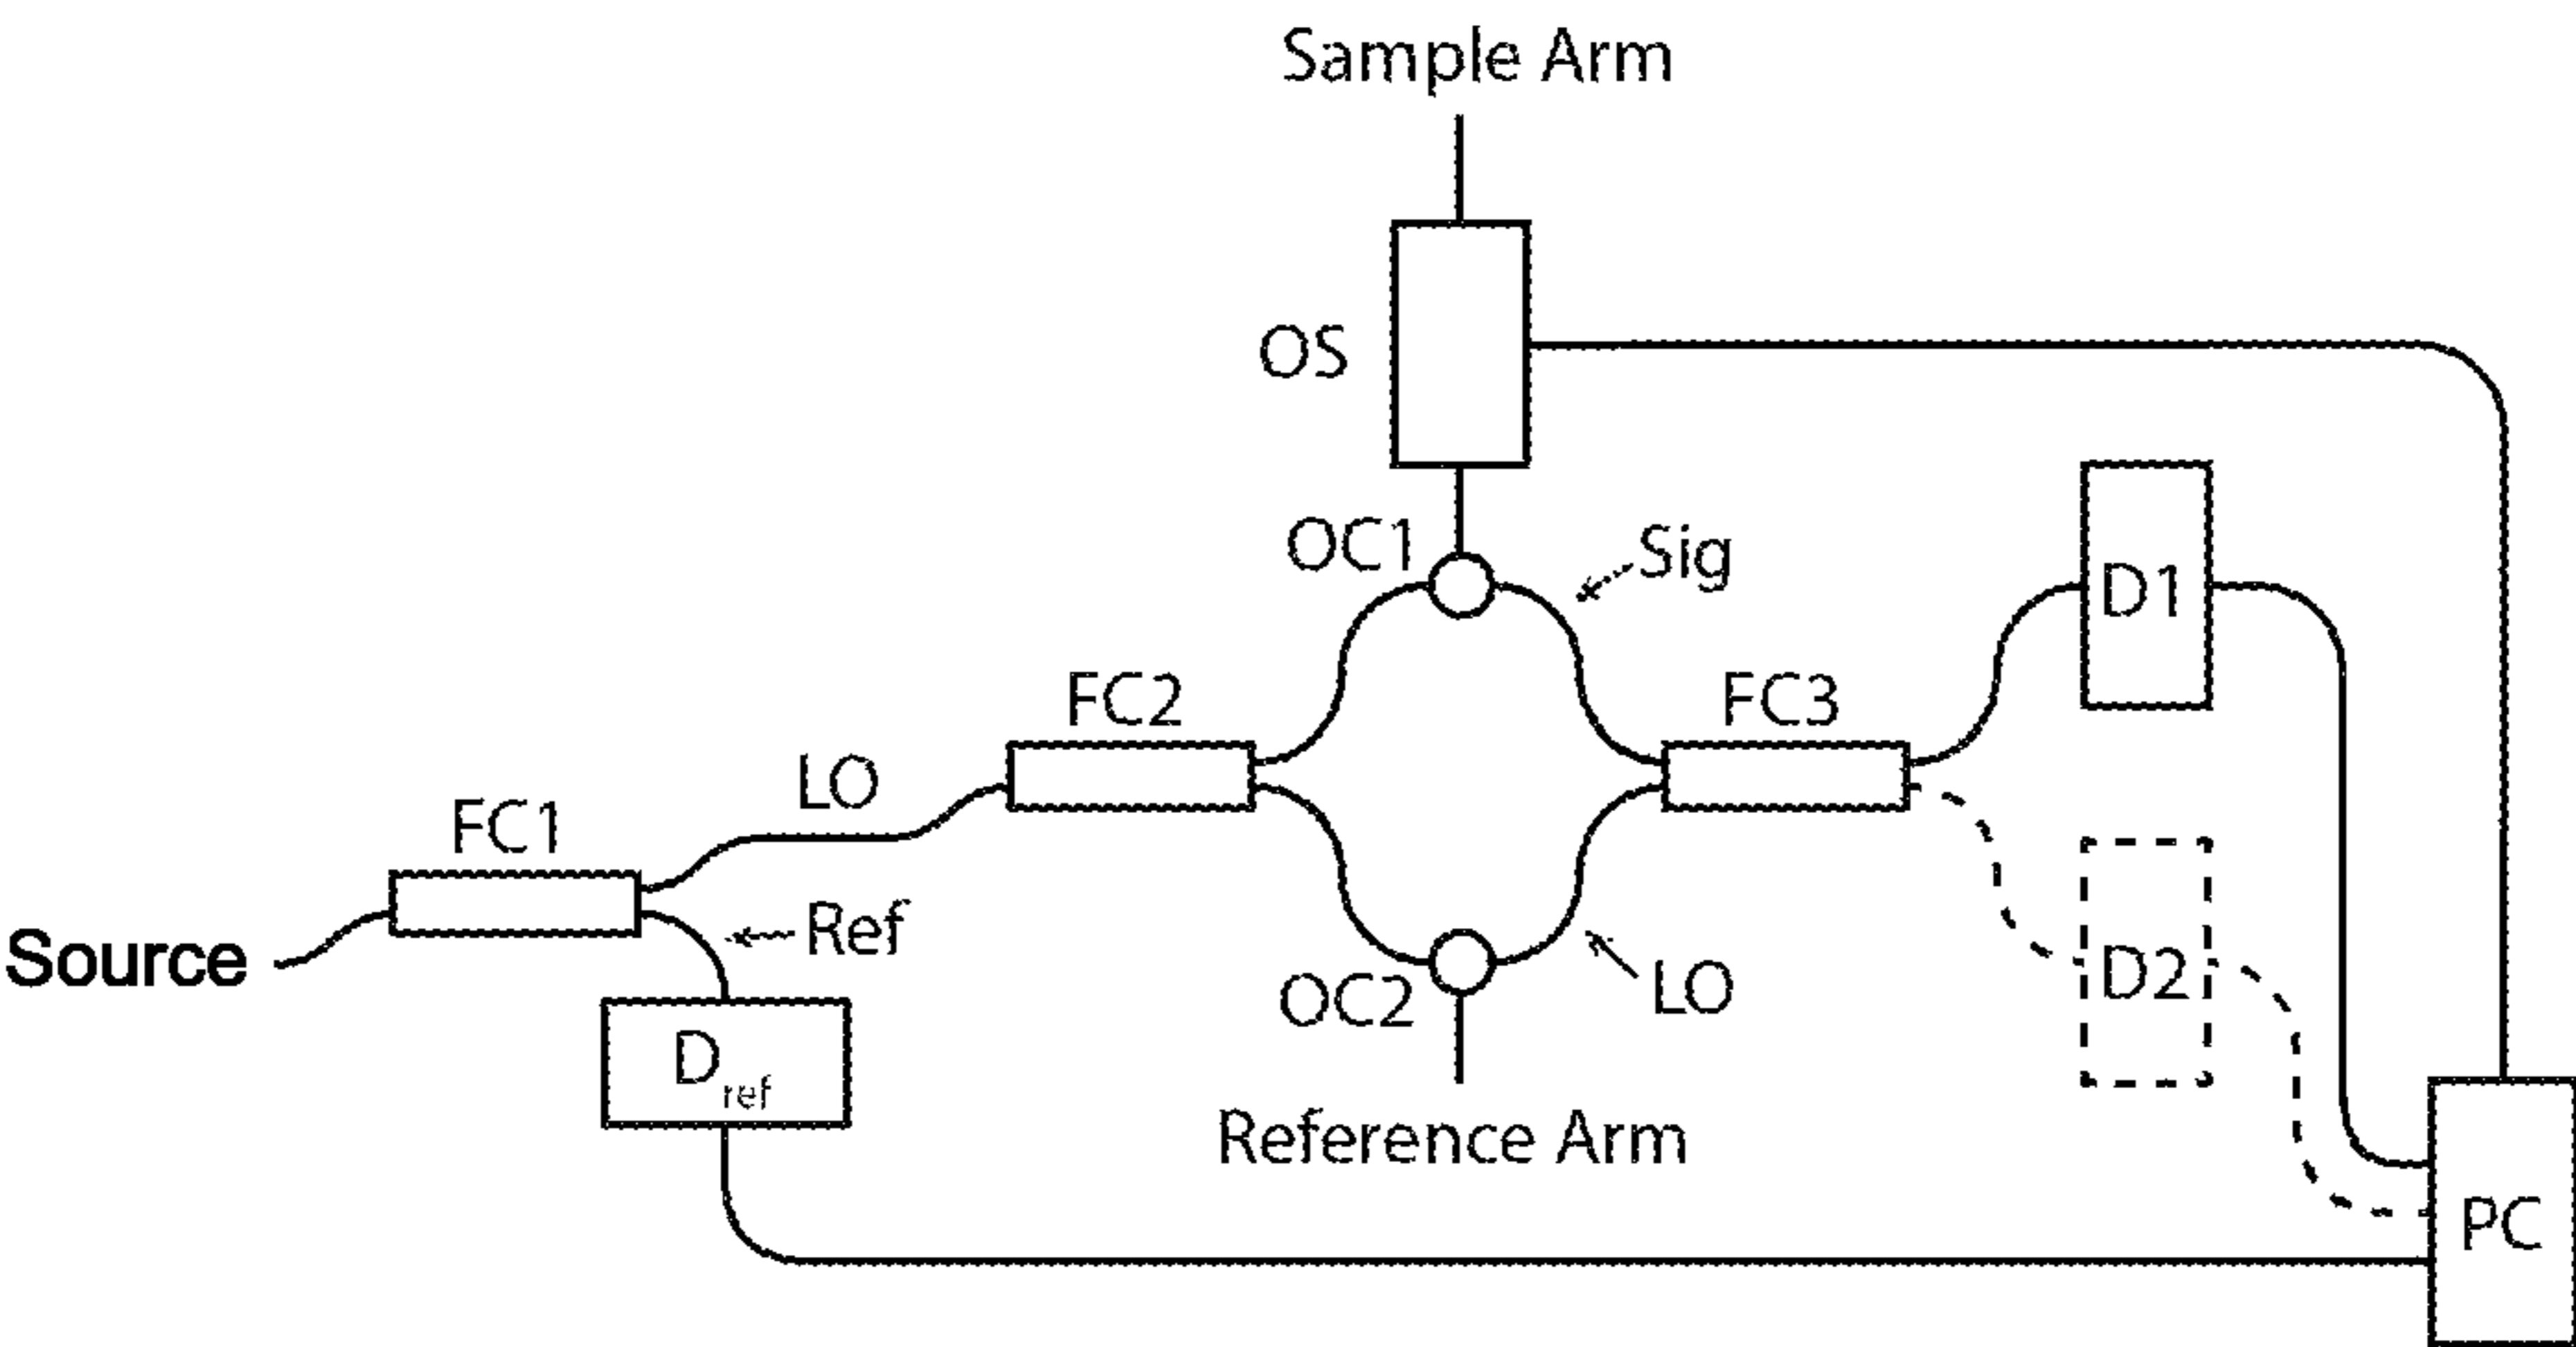 Sample Arm
OS
OC1
Sig
D1
FC2
FC3
LO
FC1
Ref
Source
D2
OC2
LO
Dref
Reference Arm
PC